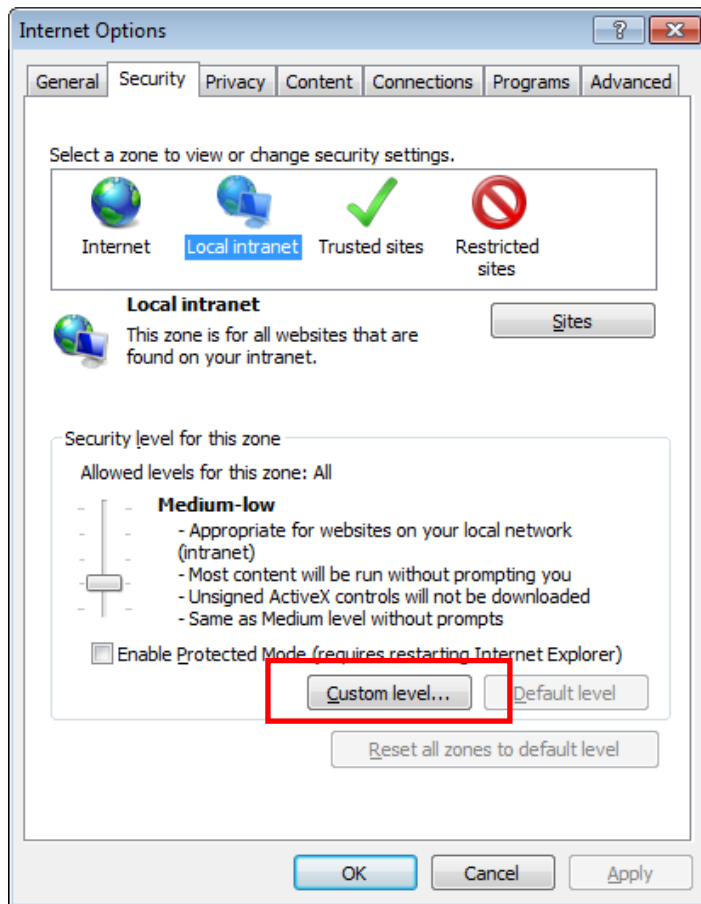 Internet Options
General Security Privacy Content Connections Programs Advanced
Select a zone to view or change security settings.
Internet Local intranet Trusted sites Restricted
sites
Local intranet
Sites
This zone is for all websites that are
found on your intranet.
Security level for this zone
Allowed levels for this zone: All
Medium-low
- Appropriate for websites on your local network
(intranet)
- Most content will be run without prompting you
- Unsigned ActiveX controls will not be downloaded
- Same as Medium level without prompts
Enable Protected Mode (requires restarting Internet Explorer)
Custom level... Default level
Reset all zones to default level
OK Cancel Apply